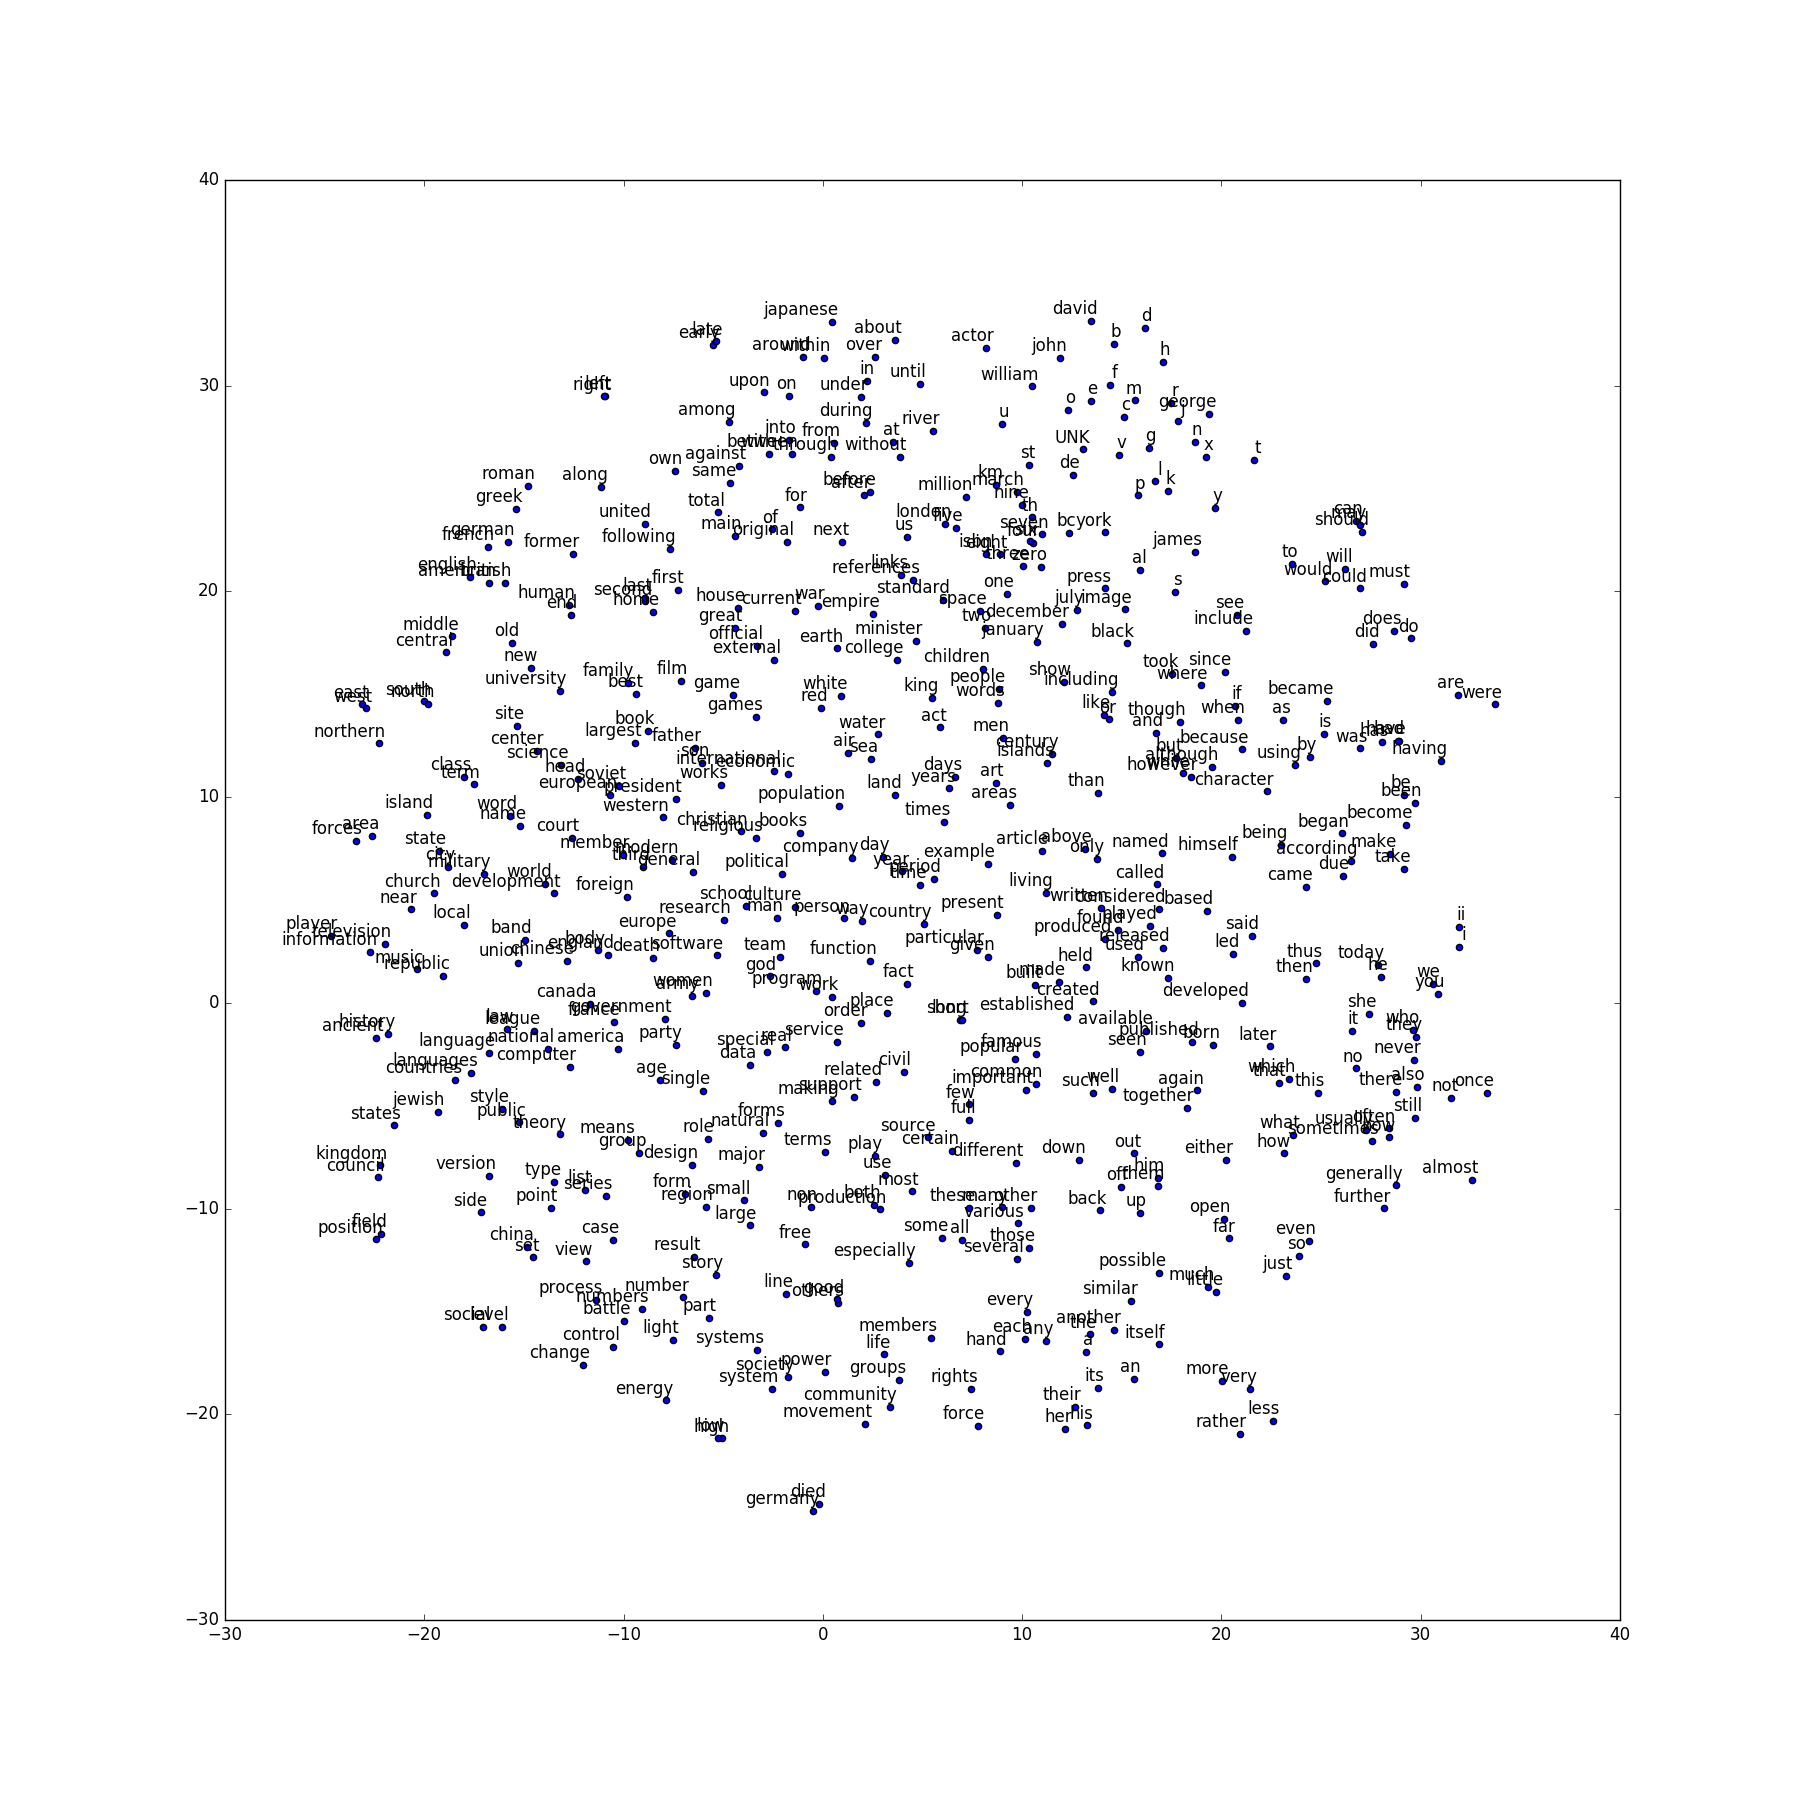 40
japanese
david
d
late
early
about
b
actor
around
within
over
john
h
in
until
william
f
30
right
left
upon
on
under
e
m
r
o
george
c
j
among
during
river
u
into
from
at
UNK
v
g
n
x
t
between
with
through
without
st
own
against
same
de
l
k
roman
along
before
after
km
march
p
y
greek
total
for
million
nine
th
can
may
should
united
main
of
london
five
seven
bc
york
german
french
former
following
original
next
us
six
four
isbn
eight
three
zero
james
to
will
english
american
british
links
references
al
would
could
must
human
end
second
last
first
home
standard
one
press
s
20
house
current
war
empire
space
december
july
image
see
include
great
two
january
does
did
do
middle
central
old
official
external
earth
minister
college
black
new
university
family
best
film
children
people
words
show
including
took
where
since
east
west
south
north
game
games
white
red
king
like
or
if
when
became
as
are
were
northern
site
center
science
book
largest
father
son
water
act
men
though
and
is
was
has
have
had
having
air
sea
century
islands
but
although
while
however
because
using
by
class
term
head
soviet
european
international
economic
works
days
years
art
areas
than
character
be
been
10
island
word
name
president
western
population
land
times
become
forces
area
court
christian
religious
books
began
make
take
state
city
military
member
modern
third
general
political
company
day
year
period
time
example
article
above
only
named
himself
being
according
due
church
development
world
foreign
school
culture
living
called
came
near
local
research
man
person
way
country
present
written
considered
based
player
television
information
band
europe
produced
found
played
said
ii
i
music
republic
union
chinese
england
body
death
software
team
function
particular
given
released
used
led
thus
today
god
program
work
fact
built
made
held
known
then
he
we
you
0
canada
france
government
women
army
place
order
short
long
established
created
developed
she
it
history
ancient
law
league
national
america
party
special
real
service
available
published
born
later
who
they
language
computer
data
civil
popular
famous
seen
no
never
languages
countries
age
single
related
support
making
important
common
such
well
again
which
that
this
there
also
not
once
jewish
style
public
few
full
together
states
theory
means
group
role
natural
forms
source
certain
what
how
usually
often
sometimes
now
still
kingdom
council
version
type
design
major
terms
play
use
different
down
out
either
generally
almost
list
series
form
region
small
non
both
production
most
off
him
them
further
−10
side
point
large
these
many
other
various
back
up
open
far
field
position
china
set
case
view
result
story
free
especially
some
all
those
several
even
so
just
process
numbers
number
line
others
good
possible
similar
much
little
social
level
battle
control
light
part
members
every
each
any
another
the
a
itself
change
systems
life
hand
energy
society
system
power
groups
rights
its
an
more
very
−20
low
high
community
movement
force
their
her
his
less
rather
died
germany
−30
−30 −20 −10 0 10 20 30 40